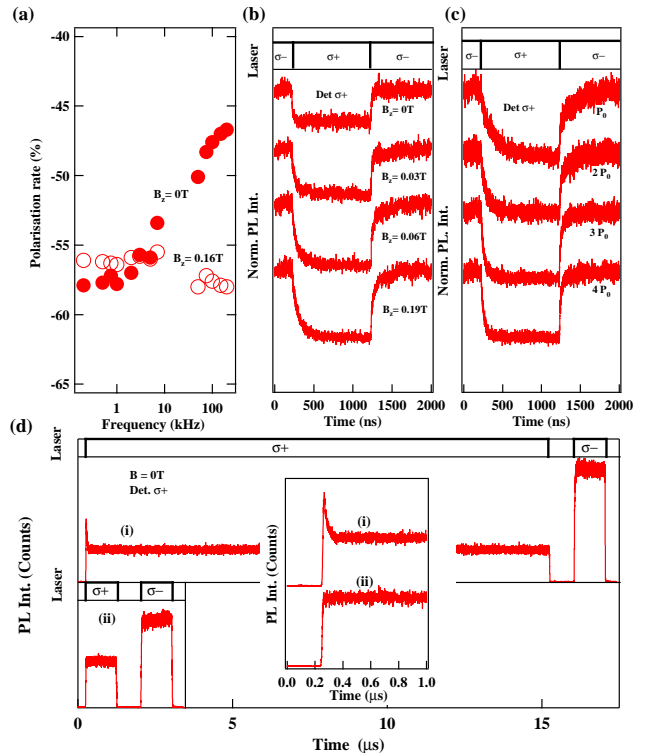 (a)
-40
-45
-50
-55
-60
-65
Polarisation rate (%)
B_z= 0T
B_z= 0.16T
1
10
100
Frequency (kHz)
(b)
Laser
σ−
σ+
σ−
Det σ+
B_z= 0T
B_z= 0.03T
B_z= 0.06T
B_z= 0.19T
Norm. PL Int.
0
500
1000
1500
2000
Time (ns)
(c)
Laser
σ−
σ+
σ−
Det σ+
P_0
2 P_0
3 P_0
4 P_0
Norm. PL. Int.
0
500
1000
1500
2000
Time (ns)
(d)
Laser
σ+
σ−
B = 0T
Det. σ+
(i)
PL Int. (Counts)
Laser
σ+
σ−
(ii)
PL Int. (Counts)
(i)
(ii)
0.0
0.2
0.4
0.6
0.8
1.0
Time (μs)
0
5
10
15
Time (μs)